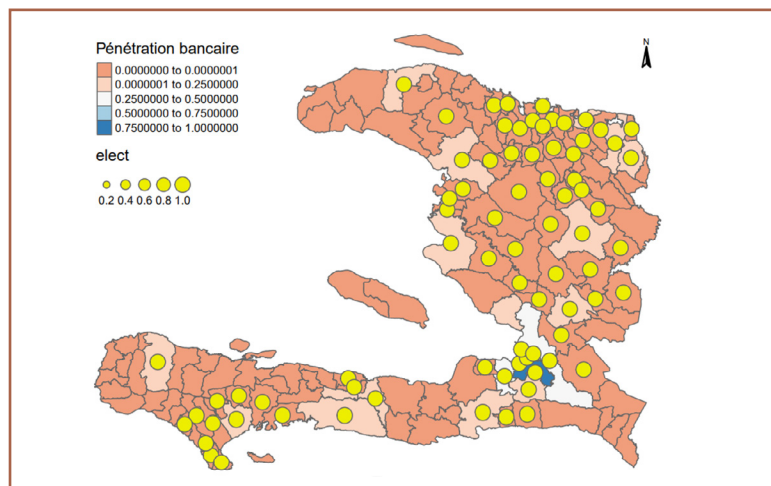 N
Pénétration bancaire
0.0000000 to 0.0000001
0.0000001 to 0.2500000
0.2500000 to 0.5000000
0.5000000 to 0.7500000
0.7500000 to 1.0000000
elect
0.2 0.4 0.6 0.8 1.0